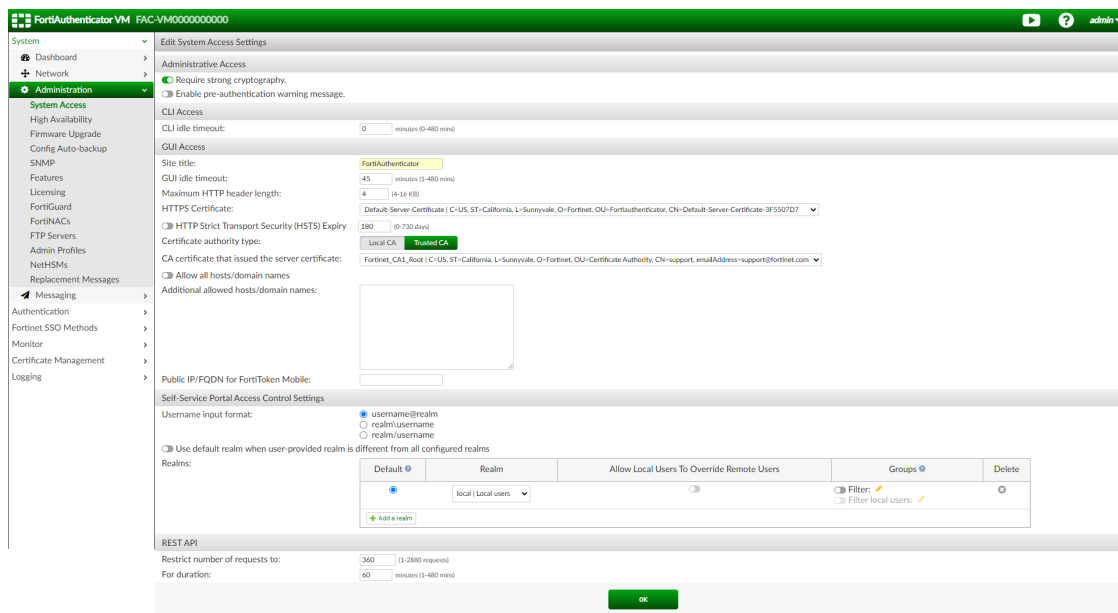 FortiAuthenticator VM FAC-VM0000000000 admin
System
Dashboard
Network
Administration
System Access
High Availability
Firmware Upgrade
Config Auto-backup
SNMP
Features
Licensing
FortiGuard
FortiNACs
FTP Servers
Admin Profiles
NetHSMs
Replacement Messages
Messaging
Authentication
Fortinet SSO Methods
Monitor
Certificate Management
Logging
Edit System Access Settings
Administrative Access
Require strong cryptography.
Enable pre-authentication warning message.
CLI Access
CLI idle timeout: 0 minutes (0-480 mins)
GUI Access
Site title: FortiAuthenticator
GUI idle timeout: 45 minutes (1-480 mins)
Maximum HTTP header length: 4 (4-16 KB)
HTTPS Certificate: Default-Server-Certificate | C=US, ST=California, L=Sunnyvale, O=Fortinet, OU=Fortiauthenticator, CN=Default-Server-Certificate-3F5507D7
HTTP Strict Transport Security (HSTS) Expiry 180 (0-730 days)
Certificate authority type: Local CA Trusted CA
CA certificate that issued the server certificate: Fortinet_CA1_Root | C=US, ST=California, L=Sunnyvale, O=Fortinet, OU=Certificate Authority, CN=support, emailAddress=support@fortinet.com
Allow all hosts/domain names
Additional allowed hosts/domain names:
Public IP/FQDN for FortiToken Mobile:
Self-Service Portal Access Control Settings
Username input format: username@realm
realm\username
realm/username
Use default realm when user-provided realm is different from all configured realms
Realms: Default Realm Allow Local Users To Override Remote Users Groups Delete
local | Local users Filter:
Filter local users:
+ Add a realm
REST API
Restrict number of requests to: 360 (1-2880 requests)
For duration: 60 minutes (1-480 mins)
OK